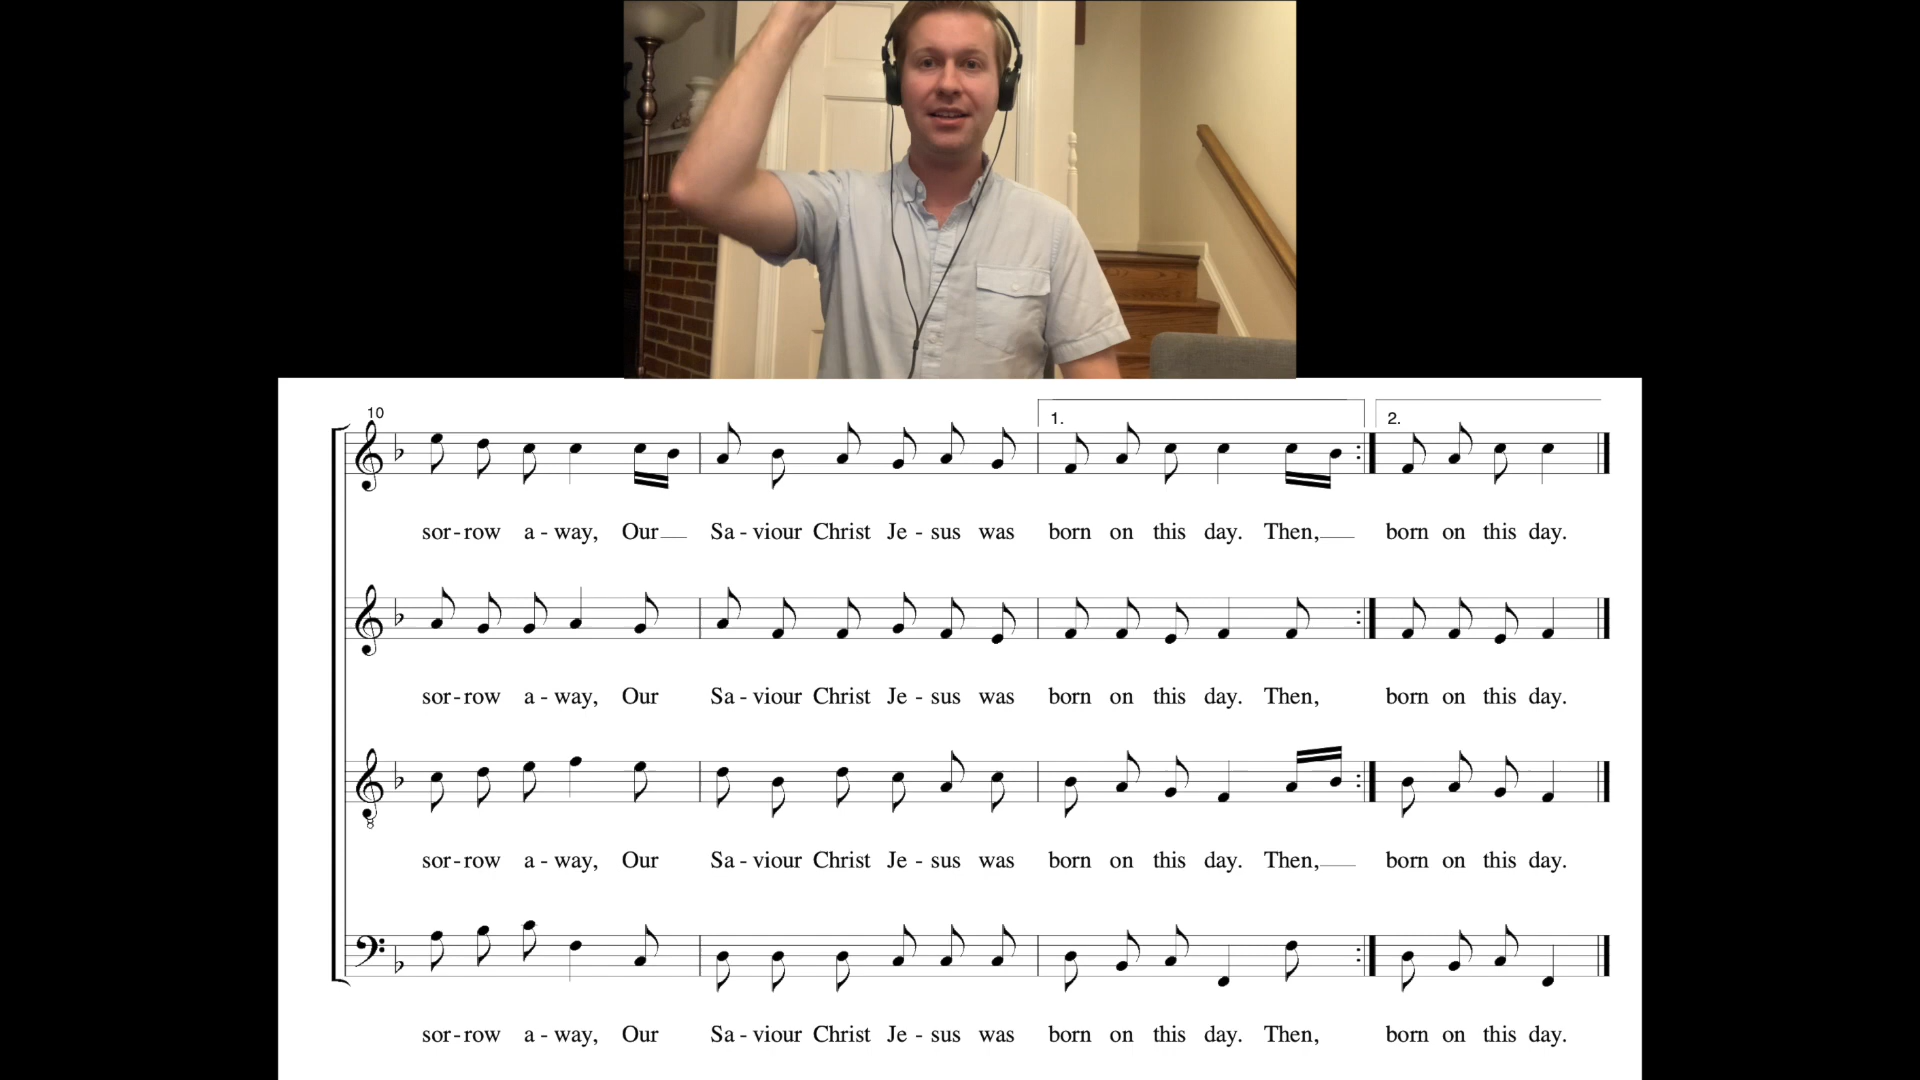 10
1.
2.
sor-row a-way, Our Sa-viour Christ Je-sus was born on this day. Then, born on this day.
sor-row a-way, Our Sa-viour Christ Je-sus was born on this day. Then, born on this day.
8
sor-row a-way, Our Sa-viour Christ Je-sus was born on this day. Then, born on this day.
sor-row a-way, Our Sa-viour Christ Je-sus was born on this day. Then, born on this day.